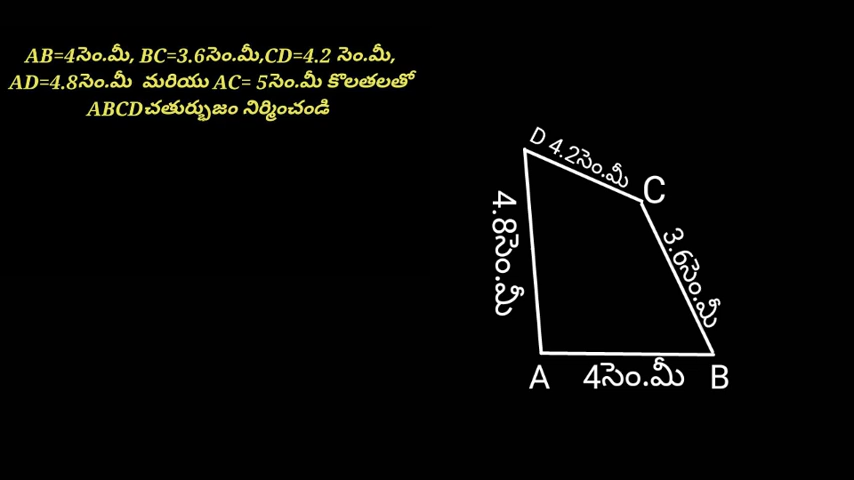 AB=4సెం.మీ, BC=3.6సెం.మీ,CD=4.2 సెం.మీ,
AD=4.8సెం.మీ మరియు AC= 5సెం.మీ కొలతలతో
ABCDచతుర్భుజం నిర్మించండి
D 4.2సెం.మీ
C
4.8సెం.మీ
3.6సెం.మీ
A 4సెం.మీ B